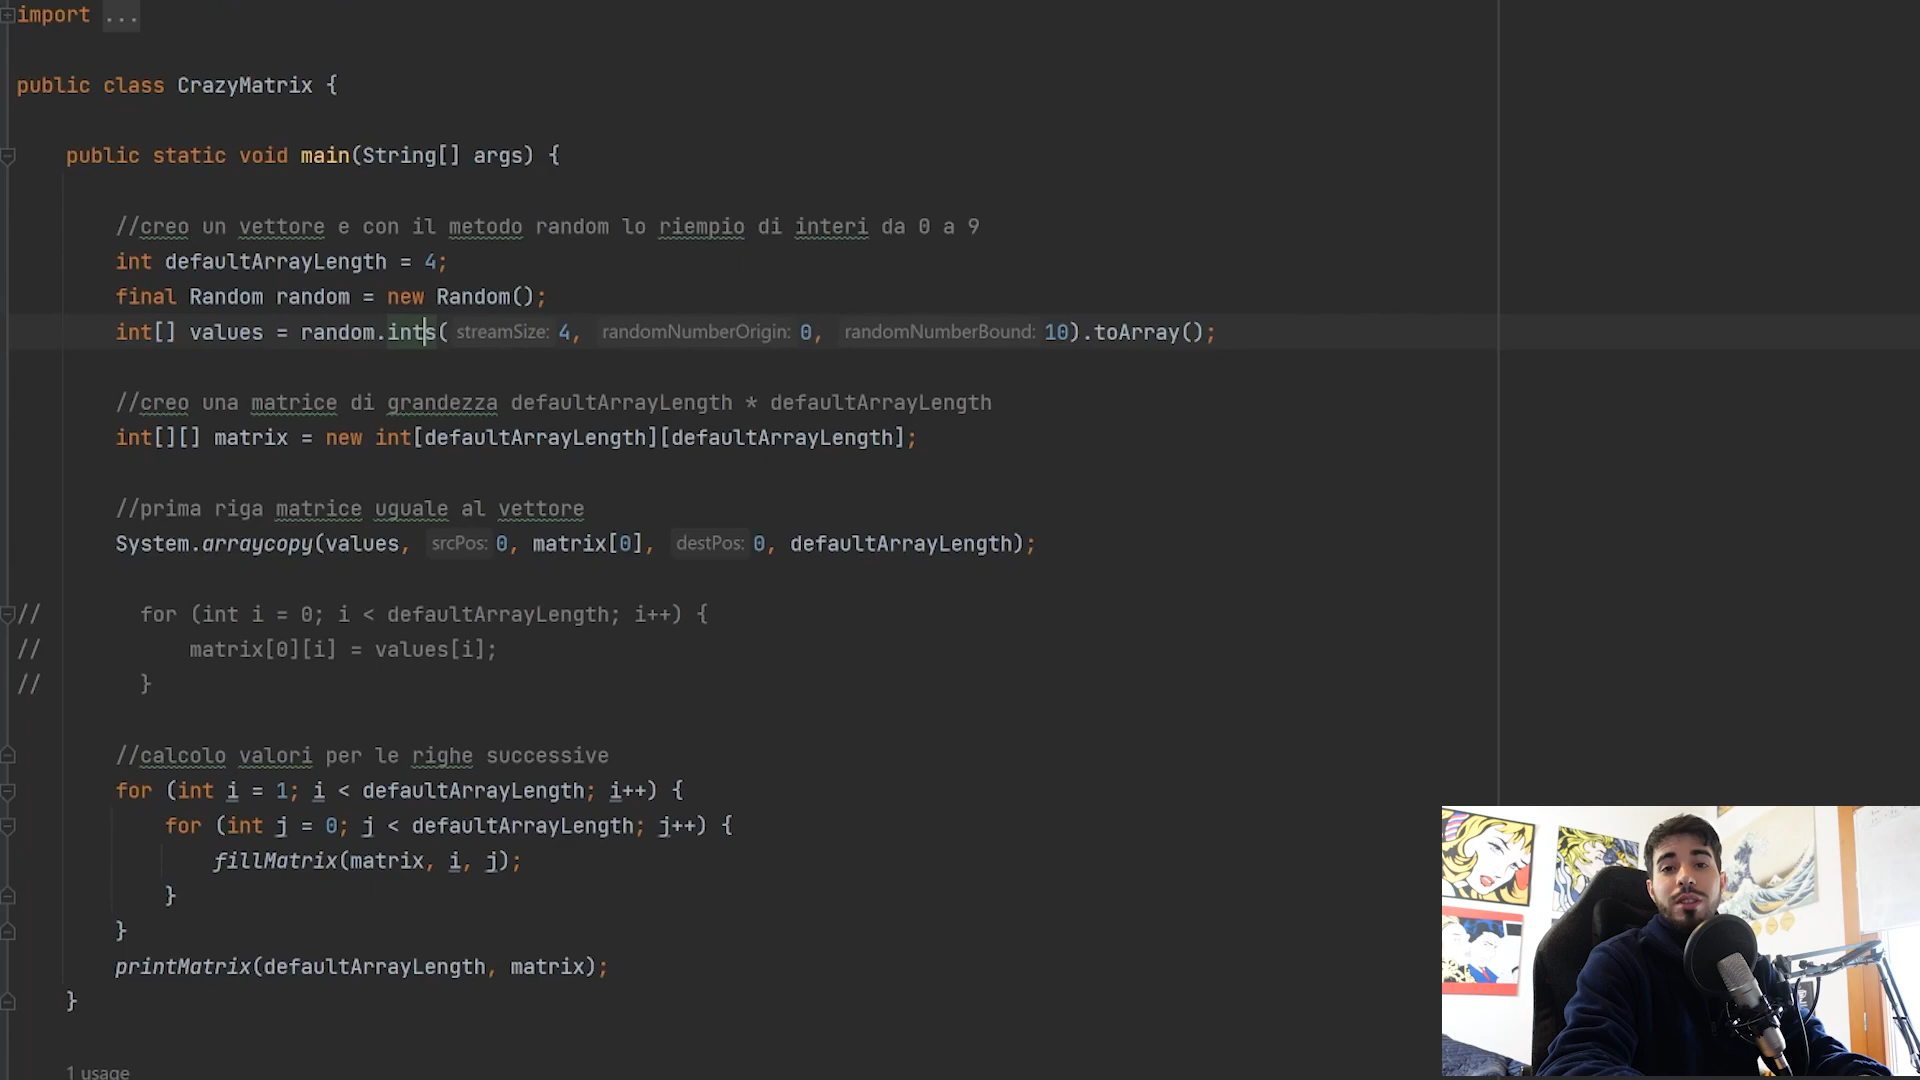 import ...
public class CrazyMatrix {
public static void main(String[] args) {
//creo un vettore e con il metodo random lo riempio di interi da 0 a 9
int defaultArrayLength = 4;
final Random random = new Random();
int[] values = random.ints( streamSize: 4, randomNumberOrigin: 0, randomNumberBound: 10).toArray();
//creo una matrice di grandezza defaultArrayLength * defaultArrayLength
int[][] matrix = new int[defaultArrayLength][defaultArrayLength];
//prima riga matrice uguale al vettore
System.arraycopy(values, srcPos: 0, matrix[0], destPos: 0, defaultArrayLength);
// for (int i = 0; i < defaultArrayLength; i++) {
// matrix[0][i] = values[i];
// }
//calcolo valori per le righe successive
for (int i = 1; i < defaultArrayLength; i++) {
for (int j = 0; j < defaultArrayLength; j++) {
fillMatrix(matrix, i, j);
}
}
printMatrix(defaultArrayLength, matrix);
}
1 usage